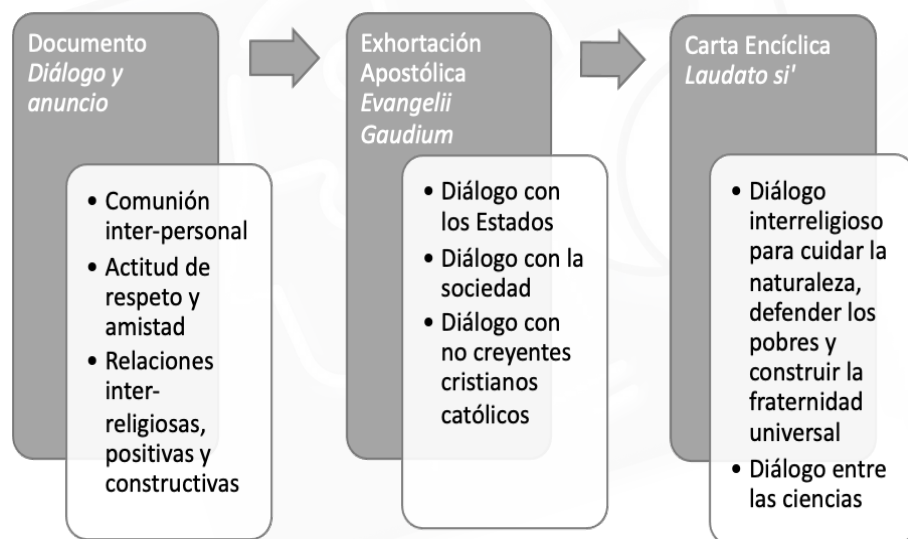 Documento
Diálogo y
anuncio
• Comunión
inter-personal
• Actitud de
respeto y
amistad
• Relaciones
inter-
religiosas,
positivas y
constructivas
Exhortación
Apostólica
Evangelii
Gaudium
• Diálogo con
los Estados
• Diálogo con la
sociedad
• Diálogo con
no creyentes
cristianos
católicos
Carta Encíclica
Laudato si'
• Diálogo
interreligioso
para cuidar la
naturaleza,
defender los
pobres y
construir la
fraternidad
universal
• Diálogo entre
las ciencias